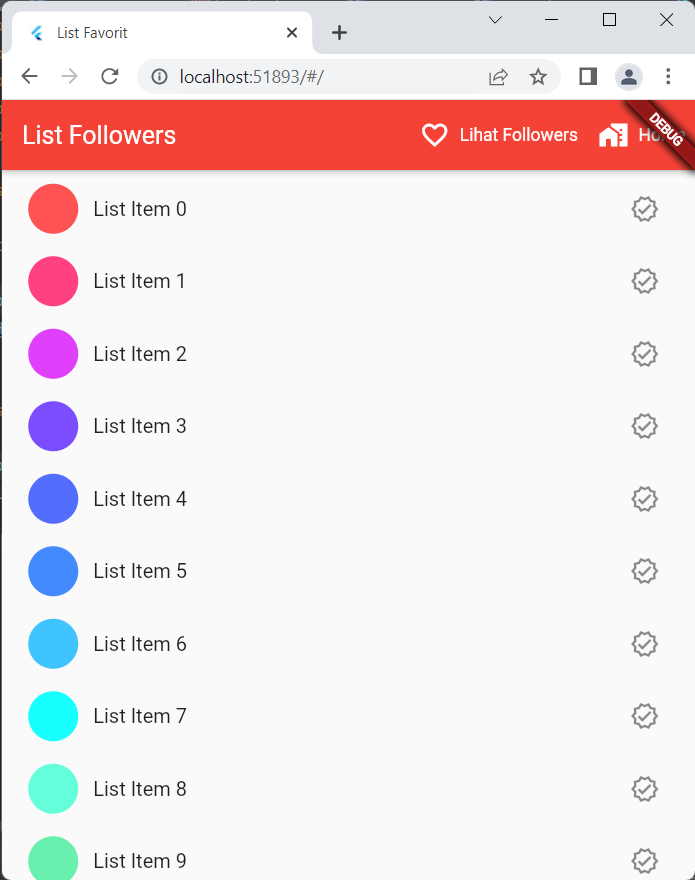 List Favorit
localhost:51893/#/
List Followers
Lihat Followers
DEBUG
List Item 0
List Item 1
List Item 2
List Item 3
List Item 4
List Item 5
List Item 6
List Item 7
List Item 8
List Item 9